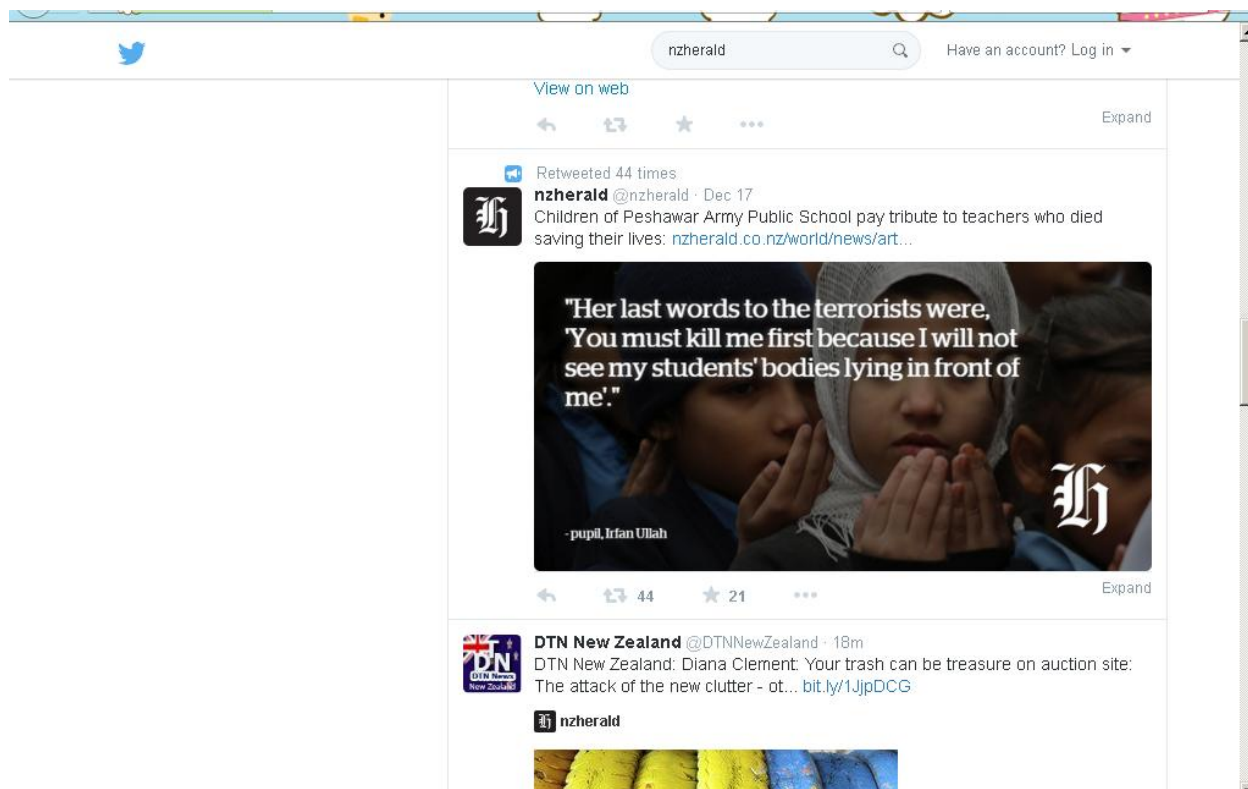 nzherald
Have an account? Log in
View on web
Expand
Retweeted 44 times
nzherald @nzherald · Dec 17
Children of Peshawar Army Public School pay tribute to teachers who died
saving their lives: nzherald.co.nz/world/news/art...
"Her last words to the terrorists were,
'You must kill me first because I will not
see my students' bodies lying in front of
me'."
- pupil, Irfan Ullah
44 21
Expand
DTN New Zealand @DTNNewZealand · 18m
DTN New Zealand: Diana Clement: Your trash can be treasure on auction site:
The attack of the new clutter - ot... bit.ly/1JjpDCG
DN
DTN News
New Zealand
nzherald